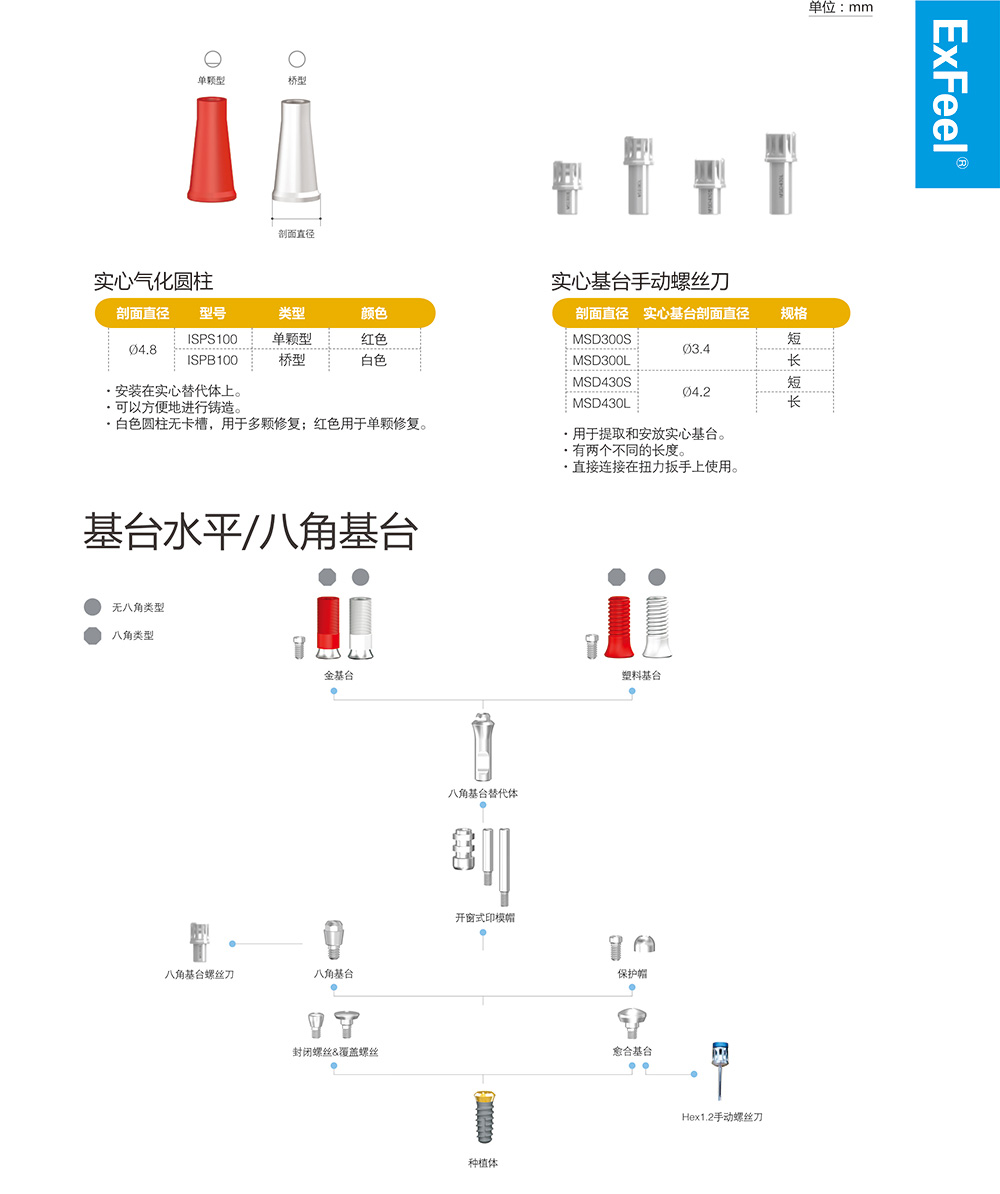 单位：mm
ExFeel®
单颗型
桥型
剖面直径
实心气化圆柱
剖面直径 型号 类型 颜色
Ø4.8
ISPS100 单颗型 红色
ISPB100 桥型 白色
·安装在实心替代体上。
·可以方便地进行铸造。
·白色圆柱无卡槽，用于多颗修复；红色用于单颗修复。
实心基台手动螺丝刀
剖面直径 实心基台剖面直径 规格
MSD300S Ø3.4 短
MSD300L 长
MSD430S Ø4.2 短
MSD430L 长
·用于提取和安放实心基台。
·有两个不同的长度。
·直接连接在扭力扳手上使用。
基台水平/八角基台
无八角类型
八角类型
金基台
塑料基台
八角基台替代体
开窗式印模帽
八角基台螺丝刀
八角基台
保护帽
封闭螺丝&覆盖螺丝
愈合基台
Hex1.2手动螺丝刀
种植体